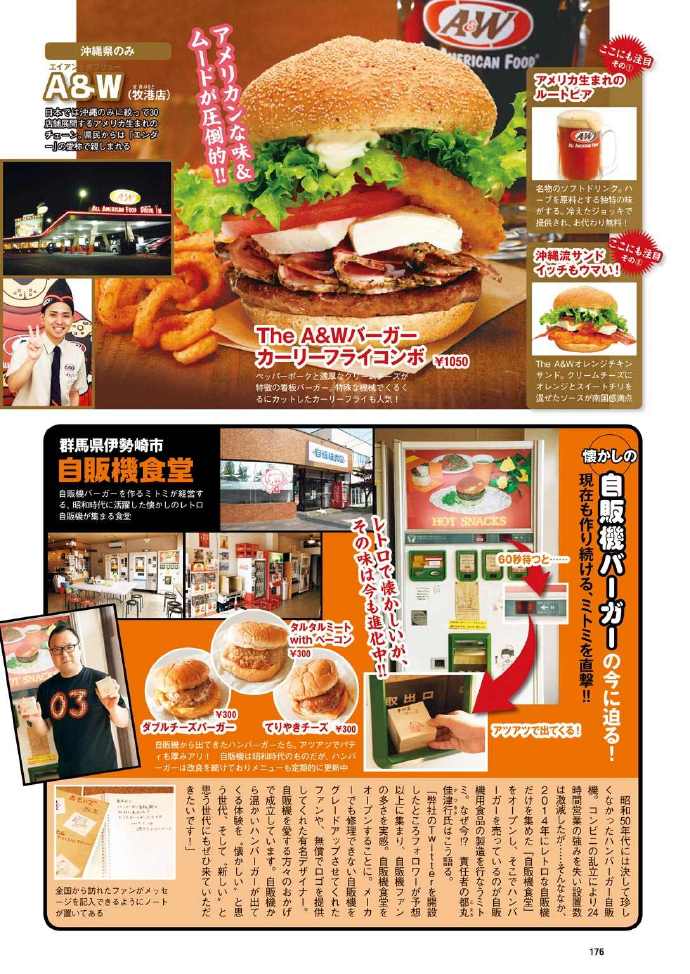 沖縄県のみ
A&W
(牧港店)
日本では沖縄のみに絞って30
店舗展開するアメリカ生まれの
チェーン。県民からは「エンダ
ー」の愛称で親しまれる
アメリカンな味&
ムードが圧倒的!!
A&W
AMERICAN FOOD
ALL AMERICAN FOOD
The A&Wバーガー
カーリーフライコンボ ¥1050
ペッパーポークと濃厚なクリームチーズが
特徴の看板バーガー。特殊な機械でくるく
るにカットしたカーリーフライも人気!
ここにも注目
その①
アメリカ生まれの
ルートビア
名物のソフトドリンク。ハ
ーブを原料とする独特の味
がする。冷えたジョッキで
提供され、お代わり無料!
ここにも注目
沖縄流サンド
イッチもウマい!
The A&Wオレンジチキン
サンド。クリームチーズに
オレンジとスイートチリを
混ぜたソースが南国感満点
群馬県伊勢崎市
自販機食堂
自販機バーガーを作るミトミが経営す
る、昭和時代に活躍した懐かしのレトロ
自販機が集まる食堂
自販機食堂
HOT SNACKS
懐かしの
自販機バーガーの今に迫る!
現在も作り続ける、ミトミを直撃!!
レトロで懐かしいが、
その味は今も進化中!!
60秒待つと……
取出口
アツアツで出てくる!
HOT SNACKS
03
タルタルミート
with ベーコン
¥300
ダブルチーズバーガー
¥300
てりやきチーズ ¥300
自販機から出てきたハンバーガーたち。アツアツでパテ
ィも厚みアリ! 自販機は昭和時代のものだが、ハンバ
ーガーは改良を続けておりメニューも定期的に更新中
昭和50年代には決して珍し
くなかったハンバーガー自販
機。コンビニの乱立により24
時間営業の強みを失い設置数
は激減したが……そんななか、
2014年にレトロな自販機
だけを集めた「自販機食堂」
をオープンし、そこでハンバ
ーガーを売っているのが自販
機用食品の製造を行なうミト
ミ。なぜ今!? 責任者の都丸
佳津行氏はこう語る。
「弊社のTwitterを開設
したところフォロワーが予想
以上に集まり、自販機ファン
の多さを実感。自販機食堂を
オープンすることに。メーカ
ーでも修理できない自販機を
グレードアップさせてくれた
ファンや、無償でロゴを提供
してくれた有名デザイナー。
自販機を愛する方々のおかげ
で成立しています。自販機か
ら温かいハンバーガーが出て
くる体験を〝懐かしい〟と思
う世代、そして〝新しい〟と
思う世代にもぜひ来ていただ
きたいです!」
全国から訪れたファンがメッセ
ージを記入できるようにノート
が置いてある
176